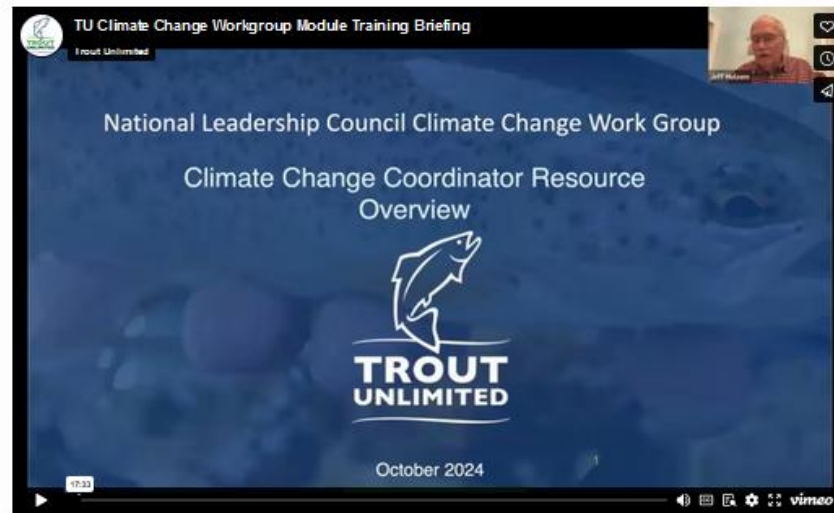 TU Climate Change Workgroup Module Training Briefing
Trout Unlimited
National Leadership Council Climate Change Work Group
Climate Change Coordinator Resource
Overview
TROUT
UNLIMITED
October 2024
17:33
vimeo